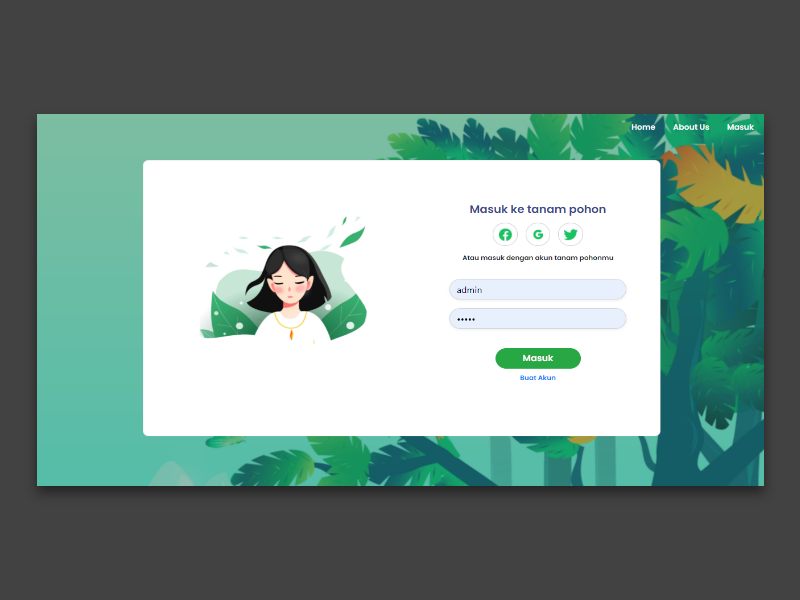 Home About Us Masuk
Masuk ke tanam pohon
Atau masuk dengan akun tanam pohonmu
admin
•••••
Masuk
Buat Akun